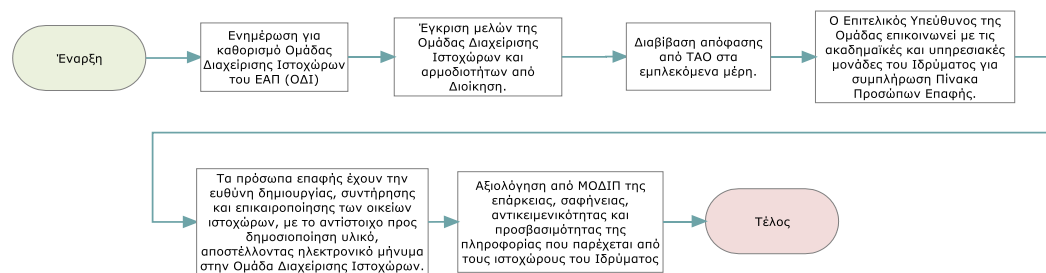 Έναρξη
Ενημέρωση για
καθορισμό Ομάδας
Διαχείρισης Ιστοχώρων
του ΕΑΠ (ΟΔΙ)
Έγκριση μελών της
Ομάδας Διαχείρισης
Ιστοχώρων και
αρμοδιοτήτων από
Διοίκηση.
Διαβίβαση απόφασης
από ΤΑΟ στα
εμπλεκόμενα μέρη.
Ο Επιτελικός Υπεύθυνος της
Ομάδας επικοινωνεί με τις
ακαδημαϊκές και υπηρεσιακές
μονάδες του Ιδρύματος για
συμπλήρωση Πίνακα
Προσώπων Επαφής.
Τα πρόσωπα επαφής έχουν την
ευθύνη δημιουργίας, συντήρησης
και επικαιροποίησης των οικείων
ιστοχώρων, με το αντίστοιχο προς
δημοσιοποίηση υλικό,
αποστέλλοντας ηλεκτρονικό μήνυμα
στην Ομάδα Διαχείρισης Ιστοχώρων.
Αξιολόγηση από ΜΟΔΙΠ της
επάρκειας, σαφήνειας,
αντικειμενικότητας και
προσβασιμότητας της
πληροφορίας που παρέχεται από
τους ιστοχώρους του Ιδρύματος
Τέλος